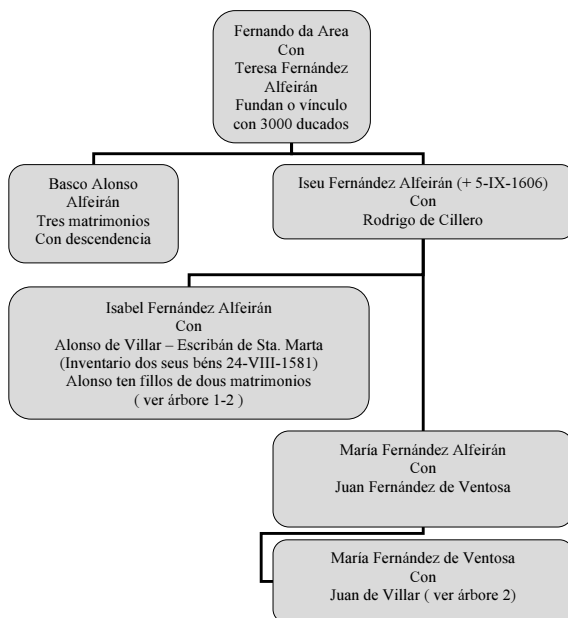 Fernando da Area
Con
Teresa Fernández
Alfeirán
Fundan o vínculo
con 3000 ducados
Basco Alonso
Alfeirán
Tres matrimonios
Con descendencia
Iseu Fernández Alfeirán (+ 5-IX-1606)
Con
Rodrigo de Cillero
Isabel Fernández Alfeirán
Con
Alonso de Villar – Escribán de Sta. Marta
(Inventario dos seus béns 24-VIII-1581)
Alonso ten fillos de dous matrimonios
( ver árbore 1-2 )
María Fernández Alfeirán
Con
Juan Fernández de Ventosa
María Fernández de Ventosa
Con
Juan de Villar ( ver árbore 2)